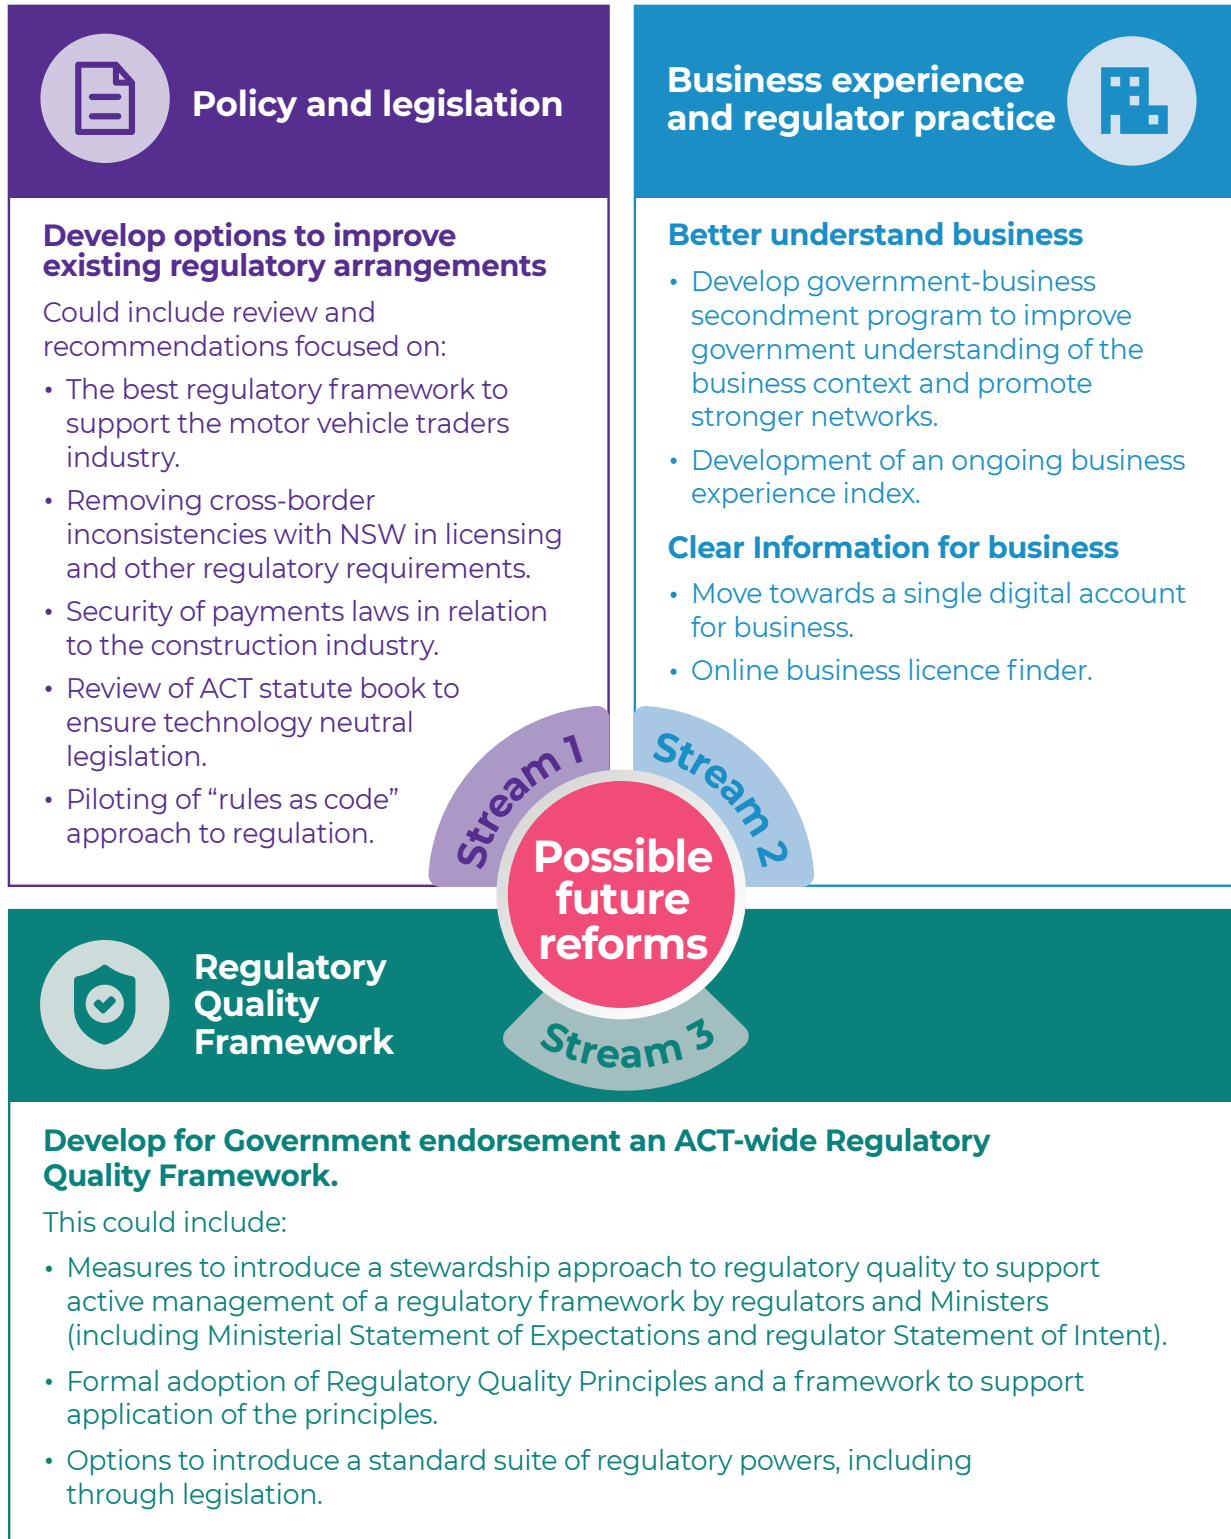 Policy and legislation
Develop options to improve
existing regulatory arrangements
Could include review and
recommendations focused on:
• The best regulatory framework to
support the motor vehicle traders
industry.
• Removing cross-border
inconsistencies with NSW in licensing
and other regulatory requirements.
• Security of payments laws in relation
to the construction industry.
• Review of ACT statute book to
ensure technology neutral
legislation.
• Piloting of “rules as code”
approach to regulation.
Stream 1
Business experience
and regulator practice
Better understand business
• Develop government-business
secondment program to improve
government understanding of the
business context and promote
stronger networks.
• Development of an ongoing business
experience index.
Clear Information for business
• Move towards a single digital account
for business.
• Online business licence finder.
Stream 2
Possible
future
reforms
Regulatory
Quality
Framework
Stream 3
Develop for Government endorsement an ACT-wide Regulatory
Quality Framework.
This could include:
• Measures to introduce a stewardship approach to regulatory quality to support
active management of a regulatory framework by regulators and Ministers
(including Ministerial Statement of Expectations and regulator Statement of Intent).
• Formal adoption of Regulatory Quality Principles and a framework to support
application of the principles.
• Options to introduce a standard suite of regulatory powers, including
through legislation.